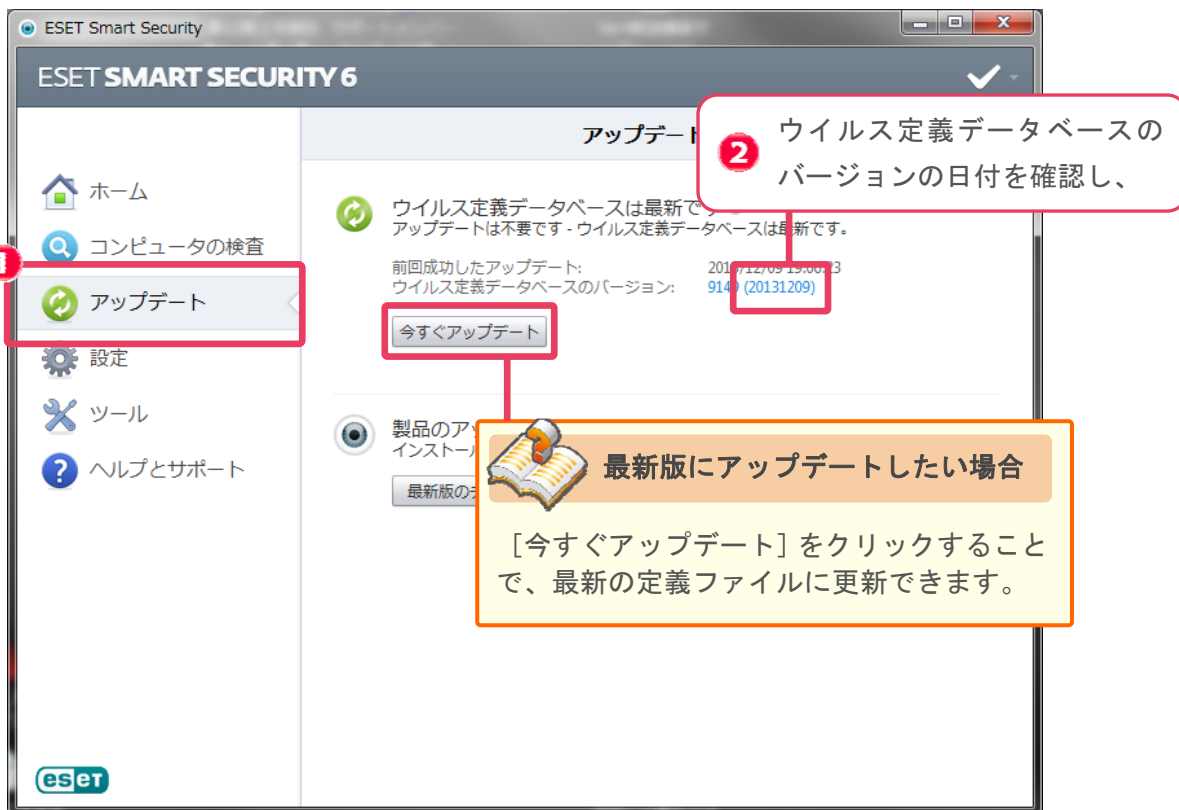 ESET Smart Security
ESET SMART SECURITY 6
アップデート
2
ウイルス定義データベースの
バージョンの日付を確認し、
ホーム
コンピュータの検査
アップデート
設定
ツール
ヘルプとサポート
ウイルス定義データベースは最新で
アップデートは不要です - ウイルス定義データベースは最新です。
前回成功したアップデート:
ウイルス定義データベースのバージョン: 9149 (20131209)
今すぐアップデート
製品のア
インストール
最新版の
最新版にアップデートしたい場合
[今すぐアップデート] をクリックすること
で、最新の定義ファイルに更新できます。
eseT